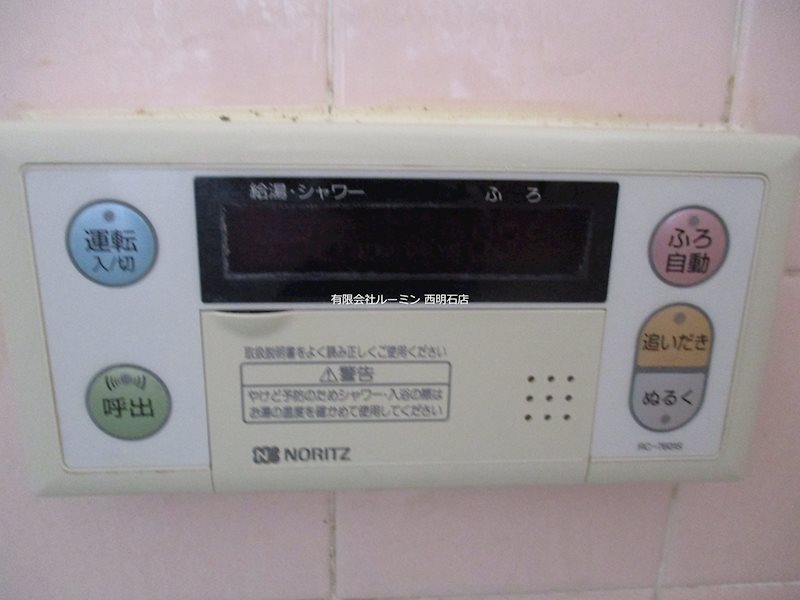 給湯・シャワー
ふろ
運転
入/切
ふろ
自動
有限会社ルーミン 西明石店
取扱説明書をよく読み正しくご使用ください
⚠警告
やけど予防のためシャワー・入浴の際は
お湯の温度を確かめて使用してください
追いだき
ぬるく
呼出
NORITZ